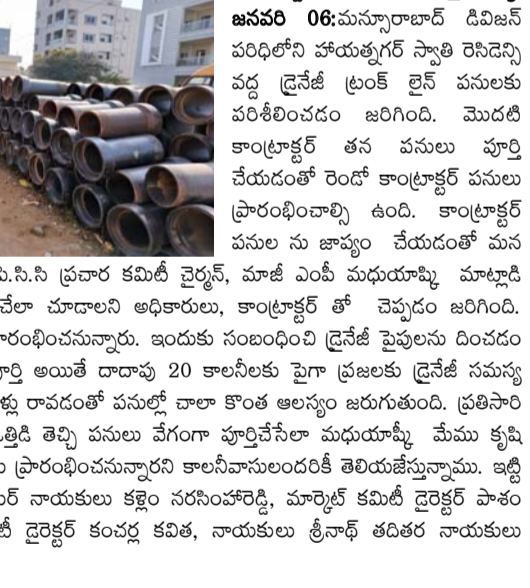 జనవరి 06:మన్సూరాబాద్ డివిజన్
పరిధిలోని హాయత్నగర్ స్వాతి రెసిడెన్సి
వద్ద డ్రైనేజీ ట్రంక్ లైన్ పనులకు
పరిశీలించడం జరిగింది. మొదటి
కాంట్రాక్టర్ తన పనులు పూర్తి
చేయడంతో రెండో కాంట్రాక్టర్ పనులు
ప్రారంభించాల్సి ఉంది. కాంట్రాక్టర్
పనుల ను జాప్యం చేయడంతో మన
పి.సి.సి ప్రచార కమిటీ చైర్మన్, మాజీ ఎంపీ మధుయాష్కి మాట్లాడి
చేలా చూడాలని అధికారులు, కాంట్రాక్టర్ తో చెప్పడం జరిగింది.
ఇందుకు సంబంధించి డ్రైనేజీ పైపులను దించడం
అయితే దాదాపు 20 కాలనీలకు పైగా ప్రజలకు డ్రైనేజీ సమస్య
రావడంతో పనుల్లో చాలా కొంత ఆలస్యం జరుగుతుంది. ప్రతిసారి
తెచ్చి పనులు వేగంగా పూర్తిచేసేలా మధుయాష్కీ మేము కృషి
ప్రారంభించనున్నారని కాలనీవాసులందరికీ తెలియజేస్తున్నాము. ఇట్టి
నాయకులు కళ్లెం నరసింహారెడ్డి, మార్కెట్ కమిటీ డైరెక్టర్ పాశం
డైరెక్టర్ కంచర్ల కవిత, నాయకులు శ్రీనాథ్ తదితర నాయకులు